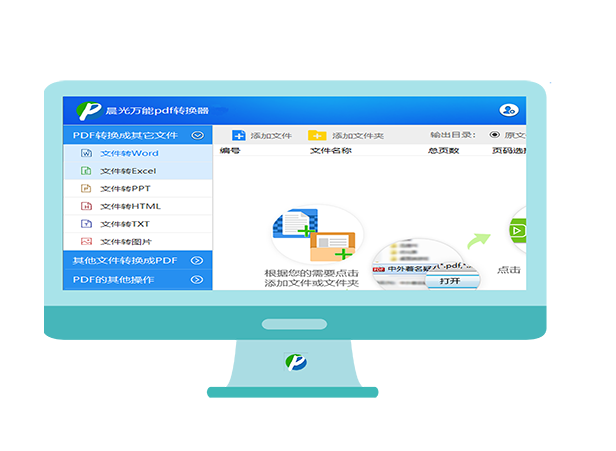 晨光万能pdf转换器
PDF转换成其它文件
添加文件
添加文件夹
输出目录:
原文
编号
文件名称
总页数
页码选
文件转Word
文件转Excel
文件转PPT
文件转HTML
文件转TXT
文件转图片
其他文件转换成PDF
PDF的其他操作
根据您的需要点击
添加文件或文件夹
PDF
中外着名
".pdf,"..
打开
点击